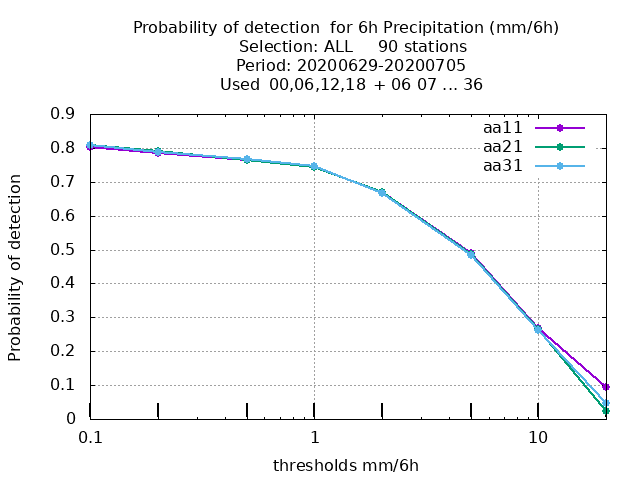 Probability of detection  for 6h Precipitation (mm/6h)
Selection: ALL     90 stations
Period: 20200629-20200705
Used 00,06,12,18 + 06 07 ... 36
aa11
aa21
aa31
0.9
0.8
0.7
0.6
0.5
0.4
0.3
0.2
0.1
0
Probability of detection
0.1 1 10
thresholds mm/6h